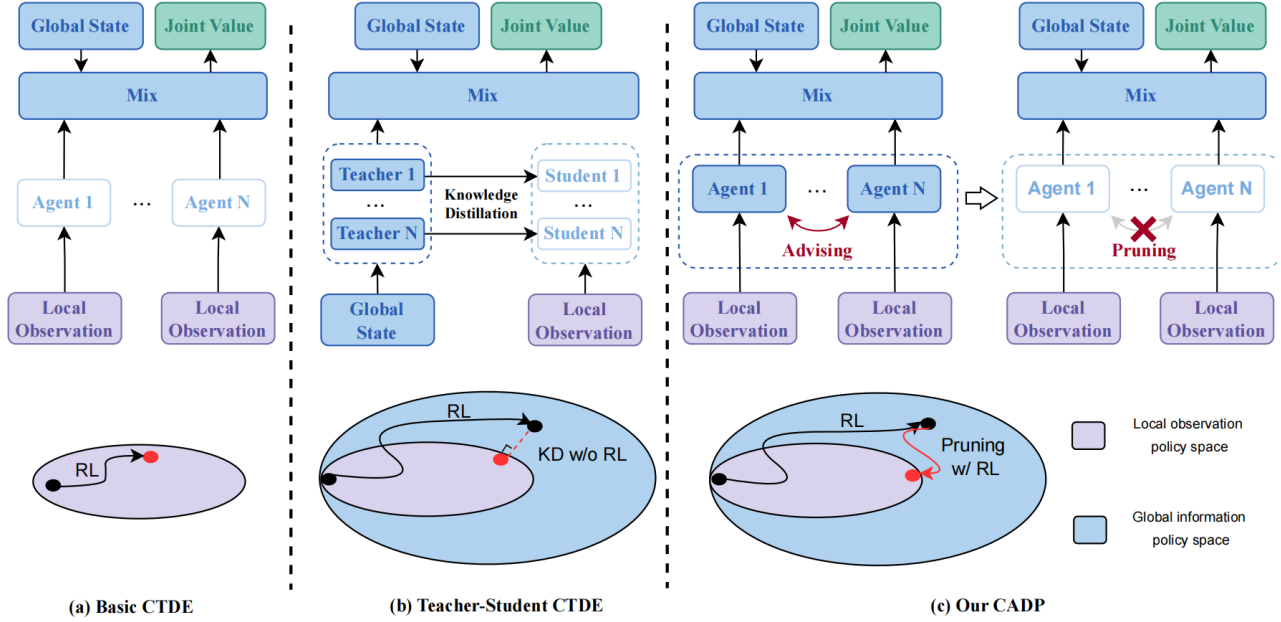 Global State
Joint Value
Mix
Agent 1
...
Agent N
Local
Observation
Local
Observation
RL
(a) Basic CTDE
Global State
Joint Value
Mix
Teacher 1
...
Teacher N
Knowledge
Distillation
Student 1
...
Student N
Global
State
Local
Observation
RL
KD w/o RL
(b) Teacher-Student CTDE
Global State
Joint Value
Mix
Agent 1
...
Agent N
Advising
Local
Observation
Local
Observation
Global State
Joint Value
Mix
Agent 1
...
Agent N
Pruning
Local
Observation
Local
Observation
RL
Pruning
w/ RL
Local observation
policy space
Global information
policy space
(c) Our CADP